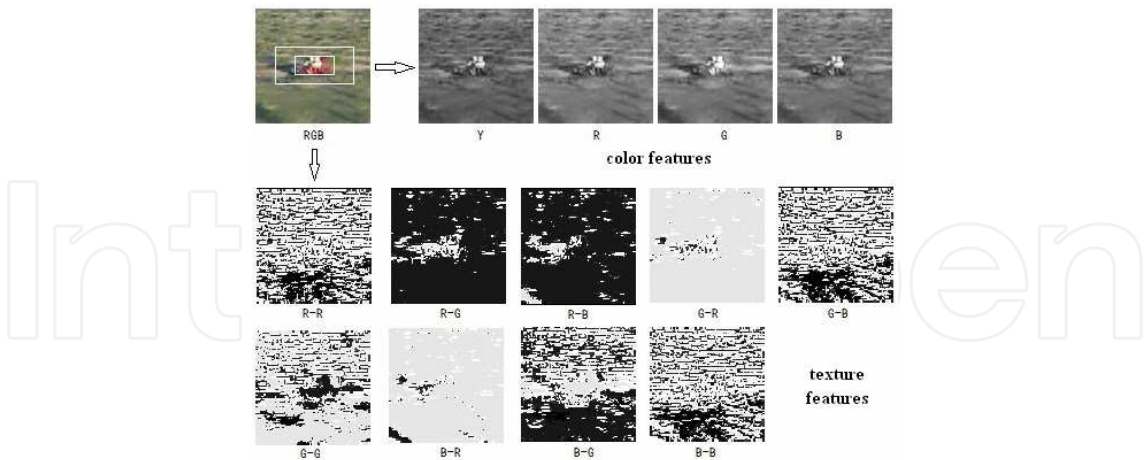 RGB
Y
R
G
B
color features
R-R
R-G
R-B
G-R
G-B
texture
features
G-G
B-R
B-G
B-B